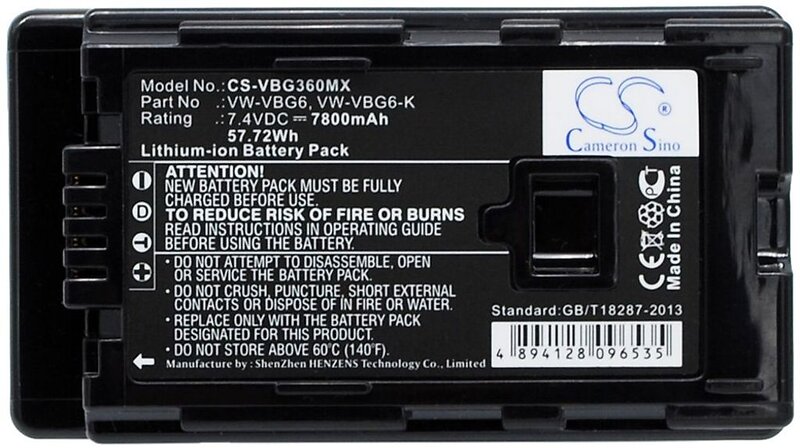 Model No.: CS-VBG360MX
Part No : VW-VBG6, VW-VBG6-K
Rating : 7.4VDC ⎓ 7800mAh
57.72Wh
Lithium-ion Battery Pack
CS
®
Cameron Sino
ATTENTION!
NEW BATTERY PACK MUST BE FULLY
CHARGED BEFORE USE.
TO REDUCE RISK OF FIRE OR BURNS
READ INSTRUCTIONS IN OPERATING GUIDE
BEFORE USING THE BATTERY.
D
T
• DO NOT ATTEMPT TO DISASSEMBLE, OPEN
OR SERVICE THE BATTERY PACK.
• DO NOT CRUSH, PUNCTURE, SHORT EXTERNAL
CONTACTS OR DISPOSE OF IN FIRE OR WATER.
• REPLACE ONLY WITH THE BATTERY PACK
DESIGNATED FOR THIS PRODUCT.
• DO NOT STORE ABOVE 60°C (140°F).
Manufacture by : ShenZhen HENZENS Technology Co., Limited
CE PCT
Made In China
Standard:GB/T18287-2013
4 894128 096535